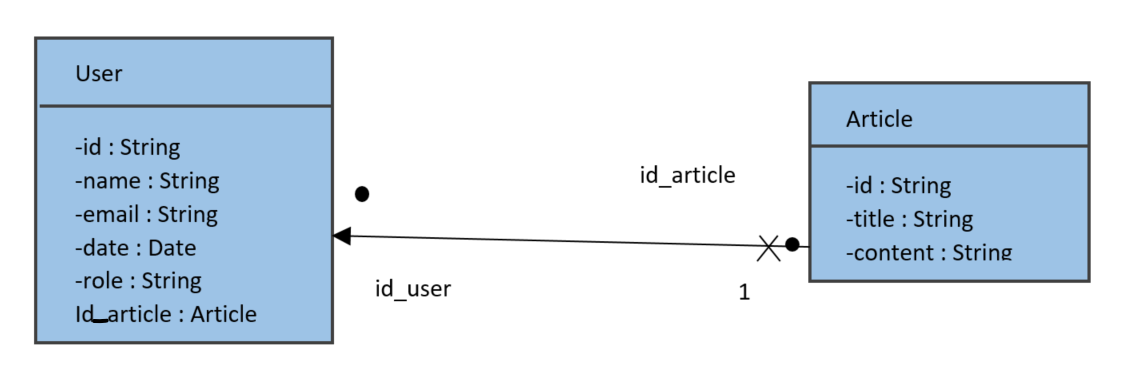 User
-id : String
-name : String
-email : String
-date : Date
-role : String
Id_article : Article
id_article
id_user
1
Article
-id : String
-title : String
-content : String